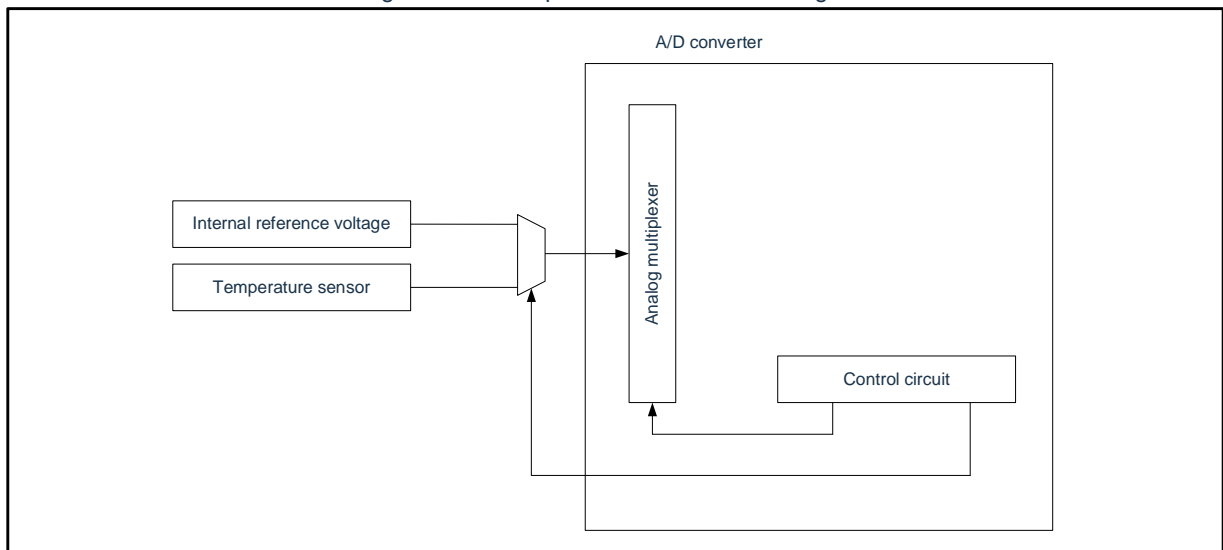 A/D converter
Internal reference voltage
Temperature sensor
Analog multiplexer
Control circuit